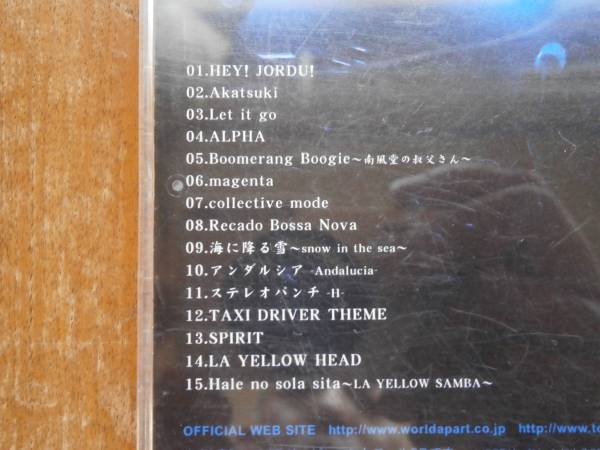 01.HEY! JORDU!
02.Akatsuki
03.Let it go
04.ALPHA
05.Boomerang Boogie〜南風堂の叔父さん〜
06.magenta
07.collective mode
08.Recado Bossa Nova
09.海に降る雪〜snow in the sea〜
10.アンダルシア -Andalucia-
11.ステレオパンチ -H-
12.TAXI DRIVER THEME
13.SPIRIT
14.LA YELLOW HEAD
15.Hale no sola sita〜LA YELLOW SAMBA〜
OFFICIAL WEB SITE http://www.worldapart.co.jp http://www.to